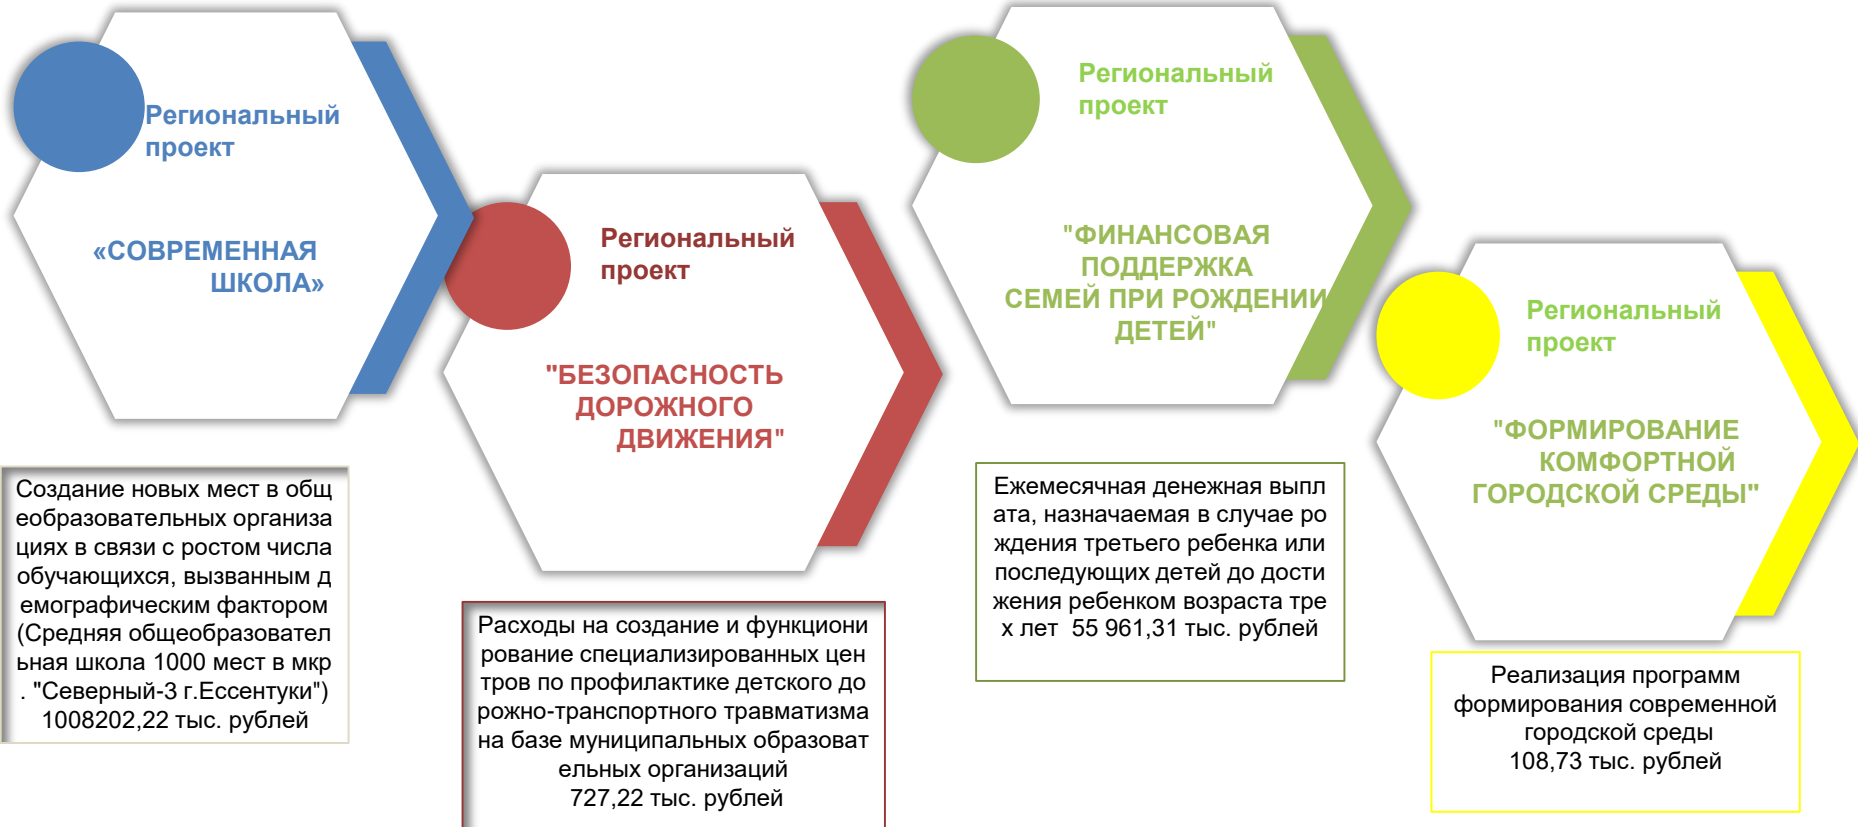 Региональный
проект
«СОВРЕМЕННАЯ
ШКОЛА»
Создание новых мест в общ
еобразовательных организа
циях в связи с ростом числа
обучающихся, вызванным д
емографическим фактором
(Средняя общеобразовател
ьная школа 1000 мест в мкр
. "Северный-3 г.Ессентуки")
1008202,22 тыс. рублей
Региональный
проект
"БЕЗОПАСНОСТЬ
ДОРОЖНОГО
ДВИЖЕНИЯ"
Расходы на создание и функциони
рование специализированных цен
тров по профилактике детского до
рожно-транспортного травматизма
на базе муниципальных образоват
ельных организаций
727,22 тыс. рублей
Региональный
проект
"ФИНАНСОВАЯ
ПОДДЕРЖКА
СЕМЕЙ ПРИ РОЖДЕНИИ
ДЕТЕЙ"
Ежемесячная денежная выпл
ата, назначаемая в случае ро
ждения третьего ребенка или
последующих детей до дости
жения ребенком возраста тре
х лет  55 961,31 тыс. рублей
Региональный
проект
"ФОРМИРОВАНИЕ
КОМФОРТНОЙ
ГОРОДСКОЙ СРЕДЫ"
Реализация программ
формирования современной
городской среды
108,73 тыс. рублей